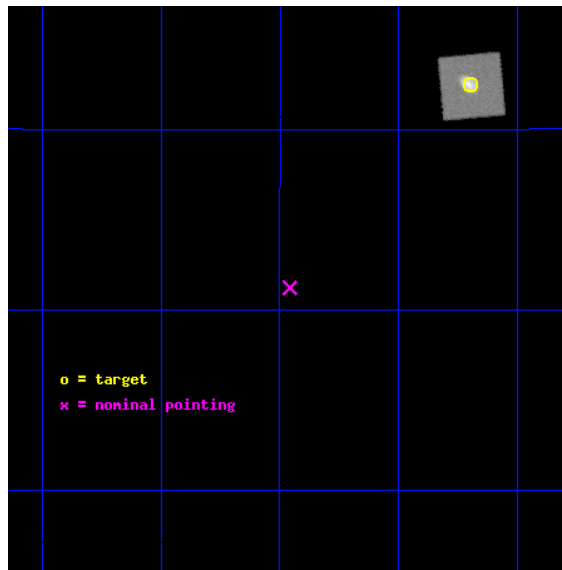 o = target
x = nominal pointing